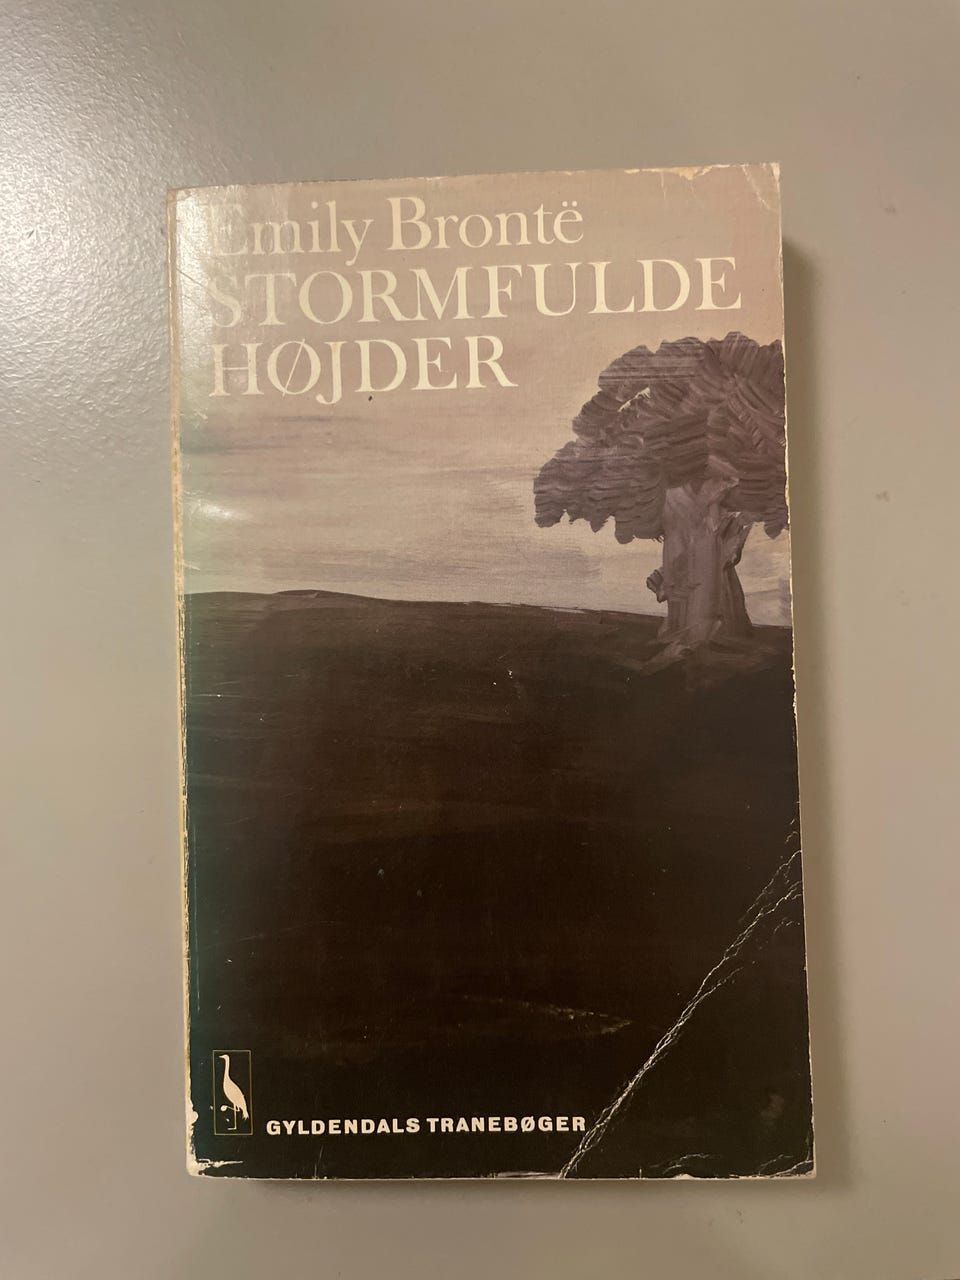 Emily Brontë
STORMFULDE
HØJDER
GYLDENDALS TRANEBØGER